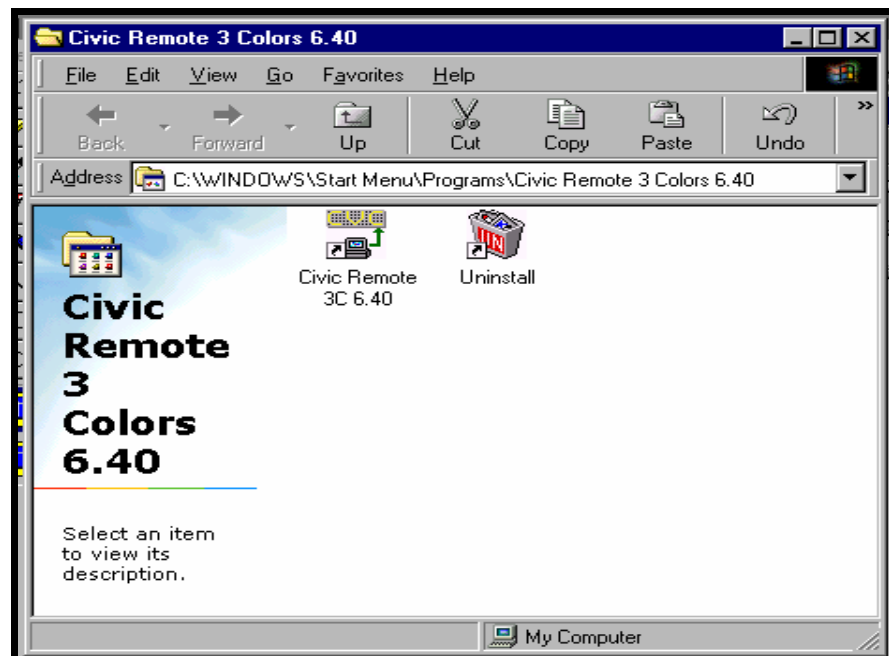 Civic Remote 3 Colors 6.40
File Edit View Go Favorites Help
Back Forward Up Cut Copy Paste Undo »
Address C:\WINDOWS\Start Menu\Programs\Civic Remote 3 Colors 6.40
Civic
Remote
3
Colors
6.40
Select an item
to view its
description.
Civic Remote
3C 6.40
UN
Uninstall
My Computer